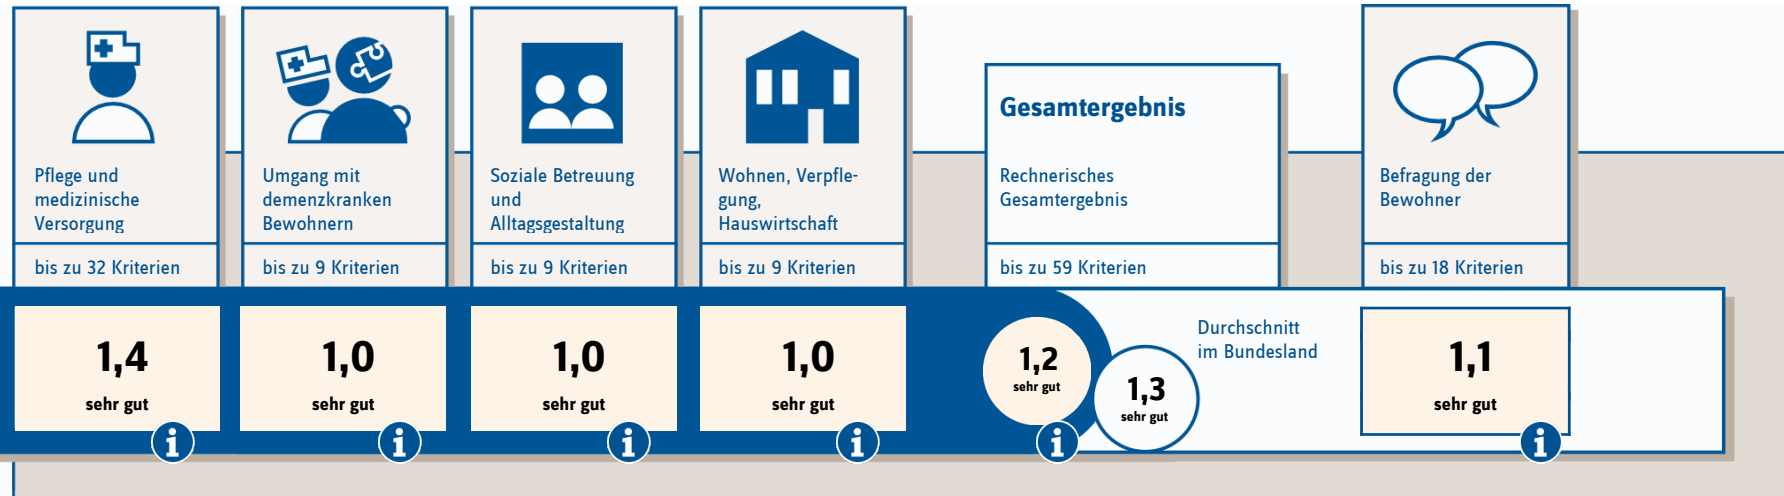 Pflege und
medizinische
Versorgung
bis zu 32 Kriterien
1,4
sehr gut
i
Umgang mit
demenzkranken
Bewohnern
bis zu 9 Kriterien
1,0
sehr gut
i
Soziale Betreuung
und
Alltagsgestaltung
bis zu 9 Kriterien
1,0
sehr gut
i
Wohnen, Verpfle-
gung,
Hauswirtschaft
bis zu 9 Kriterien
1,0
sehr gut
i
Gesamtergebnis
Rechnerisches
Gesamtergebnis
bis zu 59 Kriterien
1,2
sehr gut
i
Durchschnitt
im Bundesland
1,3
sehr gut
Befragung der
Bewohner
bis zu 18 Kriterien
1,1
sehr gut
i